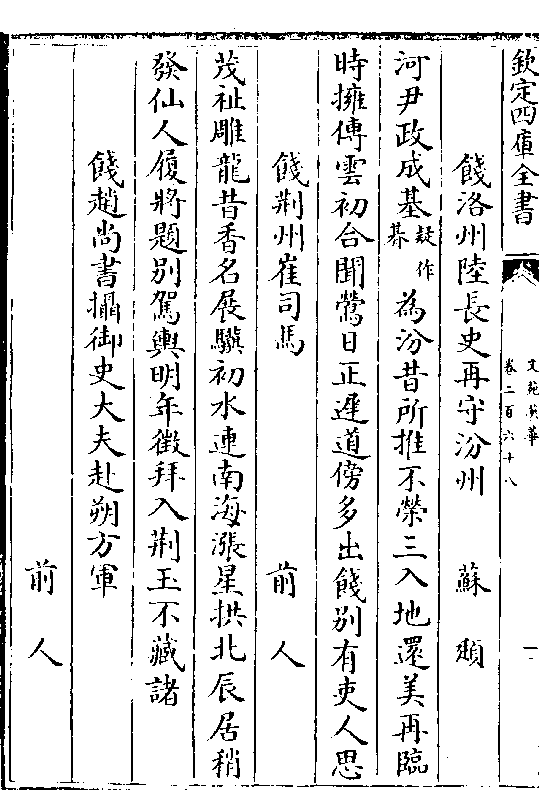 欽定四庫全書
文苑英華
卷二百六十八
一
餞洛州陸長史再守汾州 蘇頲
河尹政成基疑作朞為汾昔所推不榮三入地還美再臨
時擁傳雲初合聞鶯日正遲道傍多出餞别有吏人思
餞荆州崔司馬 前人
茂祉雕龍昔香名展驥初水連南海漲星拱北辰居稍
發仙人履將題别駕輿明年徵拜入荆玉不藏諸
餞趙尚書攝御史大夫赴朔方軍
前人